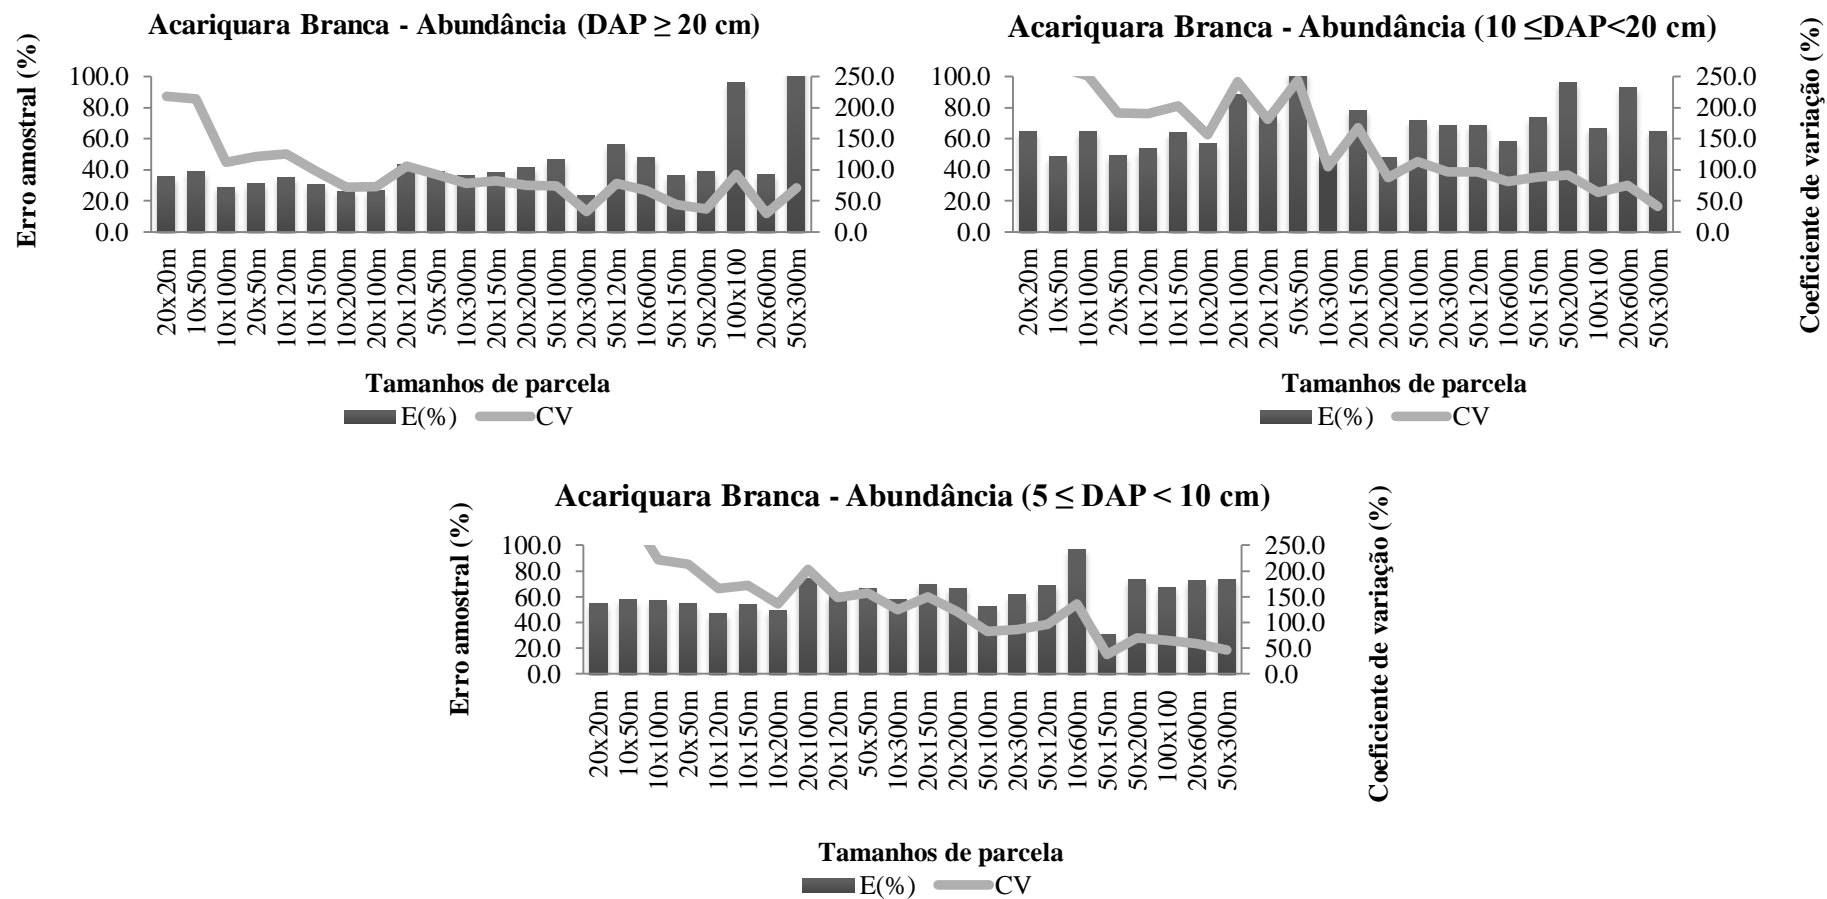 Acariquara Branca - Abundância (DAP ≥ 20 cm)
Erro amostral (%)
100.0
80.0
60.0
40.0
20.0
0.0
250.0
200.0
150.0
100.0
50.0
0.0
20x20m
10x50m
10x100m
20x50m
10x120m
10x150m
10x200m
20x100m
20x120m
50x50m
10x300m
20x150m
20x200m
50x100m
20x300m
50x120m
10x600m
50x150m
50x200m
100x100
20x600m
50x300m
Tamanhos de parcela
E(%) CV
Acariquara Branca - Abundância (10 ≤DAP<20 cm)
100.0
80.0
60.0
40.0
20.0
0.0
250.0
200.0
150.0
100.0
50.0
0.0
Coeficiente de variação (%)
20x20m
10x50m
10x100m
20x50m
10x120m
10x150m
10x200m
20x100m
20x120m
50x50m
10x300m
20x150m
20x200m
50x100m
20x300m
50x120m
10x600m
50x150m
50x200m
100x100
20x600m
50x300m
Tamanhos de parcela
E(%) CV
Acariquara Branca - Abundância (5 ≤ DAP < 10 cm)
Erro amostral (%)
100.0
80.0
60.0
40.0
20.0
0.0
250.0
200.0
150.0
100.0
50.0
0.0
Coeficiente de variação (%)
20x20m
10x50m
10x100m
20x50m
10x120m
10x150m
10x200m
20x100m
20x120m
50x50m
10x300m
20x150m
20x200m
50x100m
20x300m
50x120m
10x600m
50x150m
50x200m
100x100
20x600m
50x300m
Tamanhos de parcela
E(%) CV